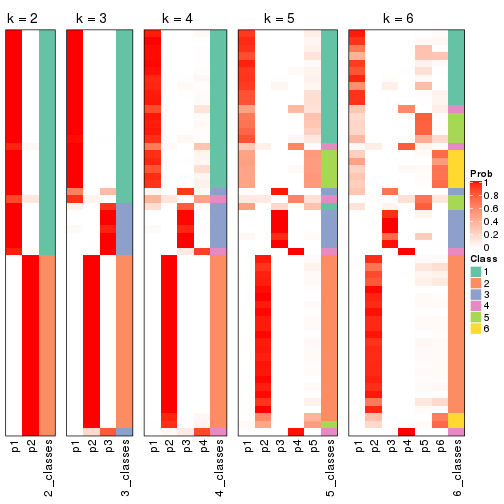 k = 2
k = 3
k = 4
k = 5
k = 6
p1
p2
2_classes
p1
p2
p3
3_classes
p1
p2
p3
p4
4_classes
p1
p2
p3
p4
p5
5_classes
p1
p2
p3
p4
p5
p6
6_classes
Prob
1
0.8
0.6
0.4
0.2
0
Class
1
2
3
4
5
6